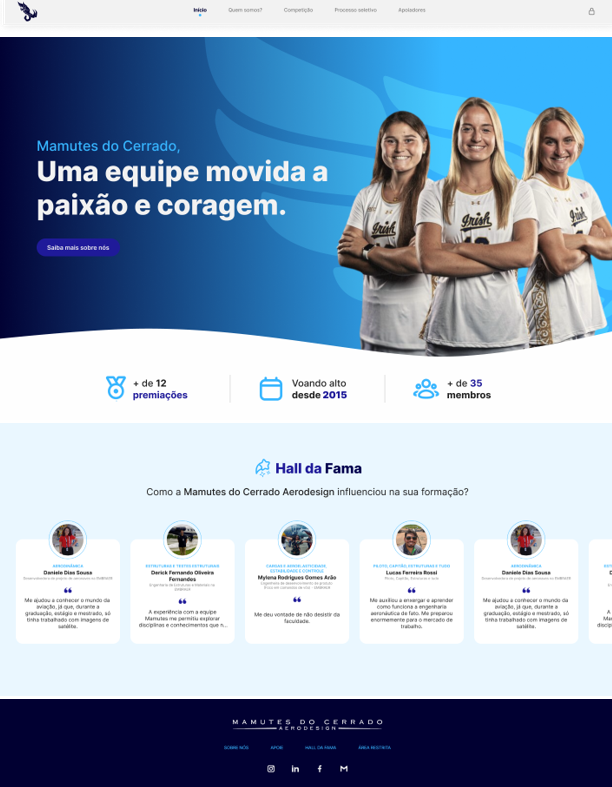 Início Quem somos? Competição Processo seletivo Apoiadores
Mamutes do Cerrado,
Uma equipe movida a
paixão e coragem.
Saiba mais sobre nós
Irish
Irish
Irish
+ de 12
premiações
Voando alto
desde 2015
+ de 35
membros
Hall da Fama
Como a Mamutes do Cerrado Aerodesign influenciou na sua formação?
AERODINÂMICA
Daniele Dias Sousa
Me ajudou a conhecer o mundo da
aviação, já que, durante a
graduação, estágio e mestrado, só
tinha trabalhado com imagens de
satélite.
ESTRUTURAS E TESTES ESTRUTURAIS
Derick Fernando Oliveira
Fernandes
A experiência com a equipe
Mamutes me permitiu explorar
disciplinas e conhecimentos que n...
ESTABILIDADE E CONTROLE
Mylena Rodrigues Gomes Arão
Me deu vontade de não desistir da
faculdade.
PILOTO, CAPITÃO, ESTRUTURAS E FUNDO
Lucas Ferreira Rossi
Me auxiliou a enxergar e aprender
como funciona a engenharia
aeronáutica de fato. Me preparou
enormemente para o mercado de
trabalho.
AERODINÂMICA
Daniele Dias Sousa
Me ajudou a conhecer o mundo da
aviação, já que, durante a
graduação, estágio e mestrado, só
tinha trabalhado com imagens de
satélite.
MAMUTES DO CERRADO
AERODESIGN
SOBRE NÓS APOIE HALL DA FAMA ÁREA RESTRITA